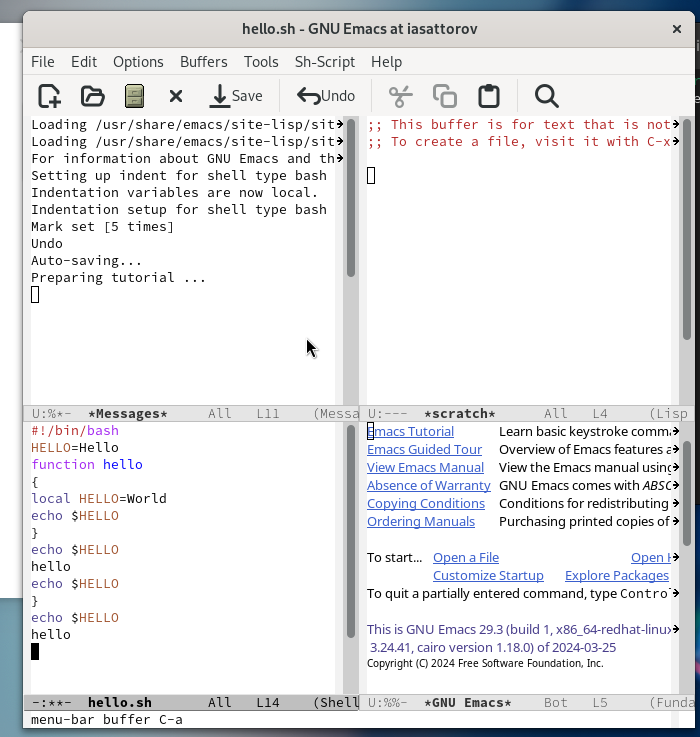 hello.sh - GNU Emacs at iasattorov
File Edit Options Buffers Tools Sh-Script Help
Save Undo
Loading /usr/share/emacs/site-lisp/sit
Loading /usr/share/emacs/site-lisp/sit
For information about GNU Emacs and th
Setting up indent for shell type bash
Indentation variables are now local.
Indentation setup for shell type bash
Mark set [5 times]
Undo
Auto-saving...
Preparing tutorial ...
U:%*-  *Messages*     All   L11    (Messa
;; This buffer is for text that is not
;; To create a file, visit it with C-x
U:---  *scratch*      All   L4     (Lisp
#!/bin/bash
HELLO=Hello
function hello
{
local HELLO=World
echo $HELLO
}
echo $HELLO
hello
echo $HELLO
}
echo $HELLO
hello
-:**-  hello.sh       All   L14    (Shell
Emacs Tutorial Learn basic keystroke comma
Emacs Guided Tour Overview of Emacs features a
View Emacs Manual View the Emacs manual using
Absence of Warranty GNU Emacs comes with ABSO
Copying Conditions Conditions for redistributing
Ordering Manuals Purchasing printed copies of
To start... Open a File Open H
Customize Startup Explore Packages
To quit a partially entered command, type Control
This is GNU Emacs 29.3 (build 1, x86_64-redhat-linux
3.24.41, cairo version 1.18.0) of 2024-03-25
Copyright (C) 2024 Free Software Foundation, Inc.
U:%%-  *GNU Emacs*    Bot   L5     (Funda
menu-bar buffer C-a